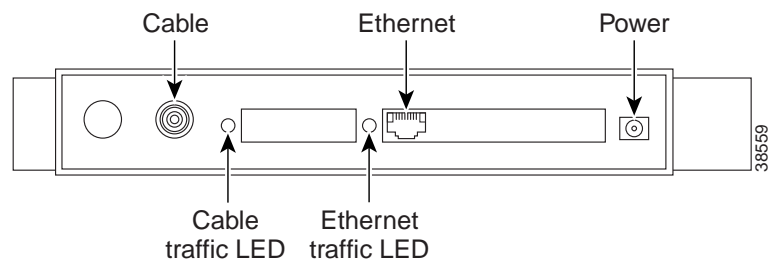 Cable
Ethernet
Power
38559
Cable
traffic LED
Ethernet
traffic LED